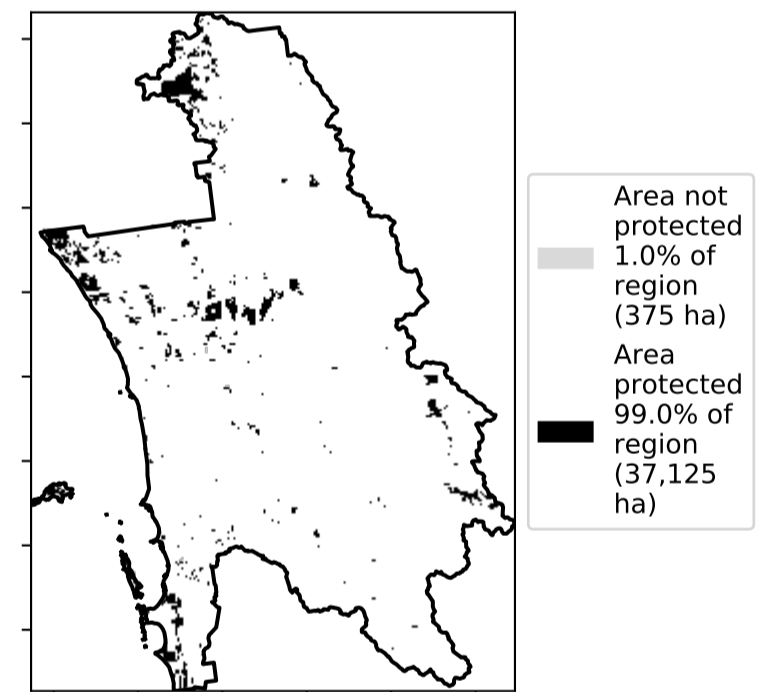 Area not
protected
1.0% of
region
(375 ha)
Area
protected
99.0% of
region
(37,125
ha)